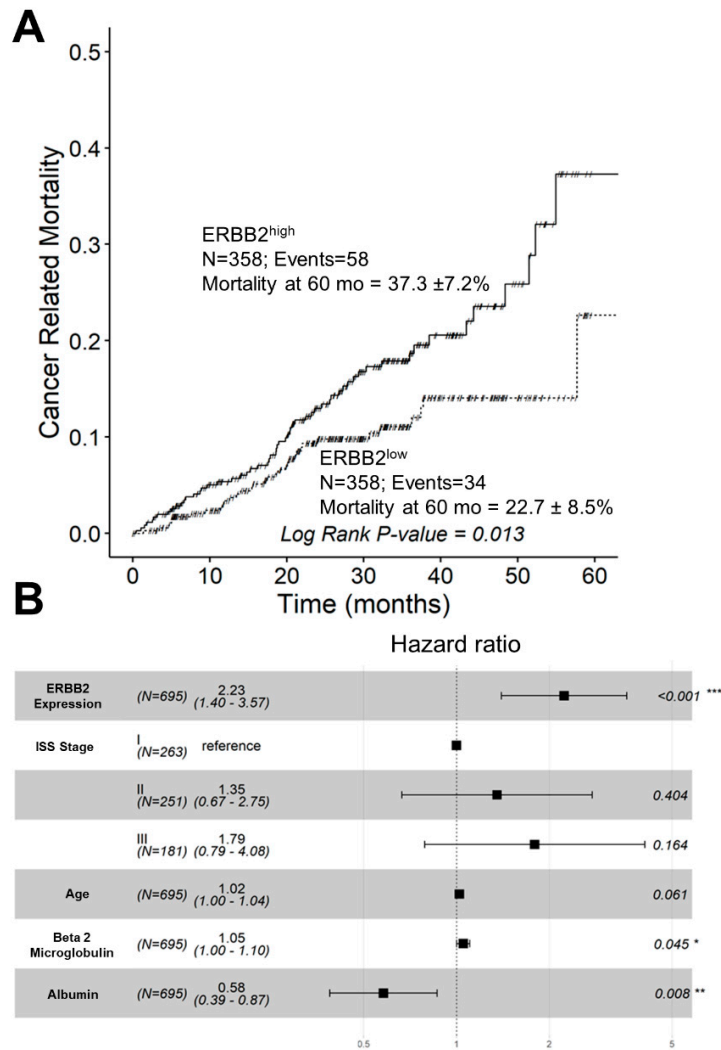 A
Cancer Related Mortality
0.5
0.4
0.3
0.2
0.1
0.0
ERBB2high
N=358; Events=58
Mortality at 60 mo = 37.3 ±7.2%
ERBB2low
N=358; Events=34
Mortality at 60 mo = 22.7 ± 8.5%
Log Rank P-value = 0.013
0 10 20 30 40 50 60
Time (months)
B
Hazard ratio
ERBB2 Expression (N=695) 2.23 (1.40 - 3.57) <0.001 ***
ISS Stage I (N=263) reference
II (N=251) 1.35 (0.67 - 2.75) 0.404
III (N=181) 1.79 (0.79 - 4.08) 0.164
Age (N=695) 1.02 (1.00 - 1.04) 0.061
Beta 2 Microglobulin (N=695) 1.05 (1.00 - 1.10) 0.045 *
Albumin (N=695) 0.58 (0.39 - 0.87) 0.008 **
0.5 1 2 5